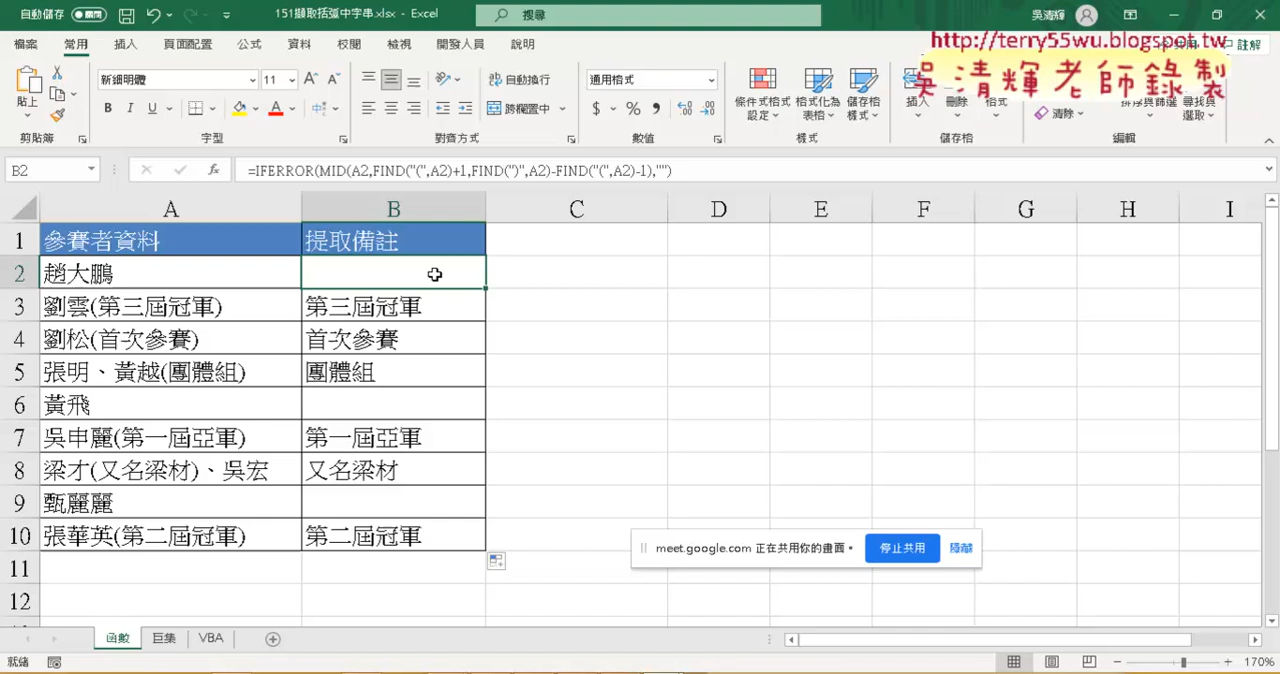 自動儲存 151擷取括弧中字串.xlsx - Excel 搜尋 吳清輝
http://terry55wu.blogspot.tw
吳清輝老師錄製
檔案 常用 插入 頁面配置 公式 資料 校閱 檢視 開發人員 說明 註解
新細明體 11 自動換行 通用格式
貼上 B I U 跨欄置中 $ % 條件式格式設定 格式化為表格 儲存格樣式 插入 刪除 格式 清除 排序與篩選 尋找與選取
剪貼簿 字型 對齊方式 數值 樣式 儲存格 編輯
B2 fx =IFERROR(MID(A2,FIND("(",A2)+1,FIND(")",A2)-FIND("(",A2)-1),"")
A B C D E F G H I
1 參賽者資料 提取備註
2 趙大鵬
3 劉雲(第三屆冠軍) 第三屆冠軍
4 劉松(首次參賽) 首次參賽
5 張明、黃越(團體組) 團體組
6 黃飛
7 吳申麗(第一屆亞軍) 第一屆亞軍
8 梁才(又名梁材)、吳宏 又名梁材
9 甄麗麗
10 張華英(第二屆冠軍) 第二屆冠軍
meet.google.com 正在共用你的畫面。 停止共用 隱藏
11
12
函數 巨集 VBA
就緒 170%